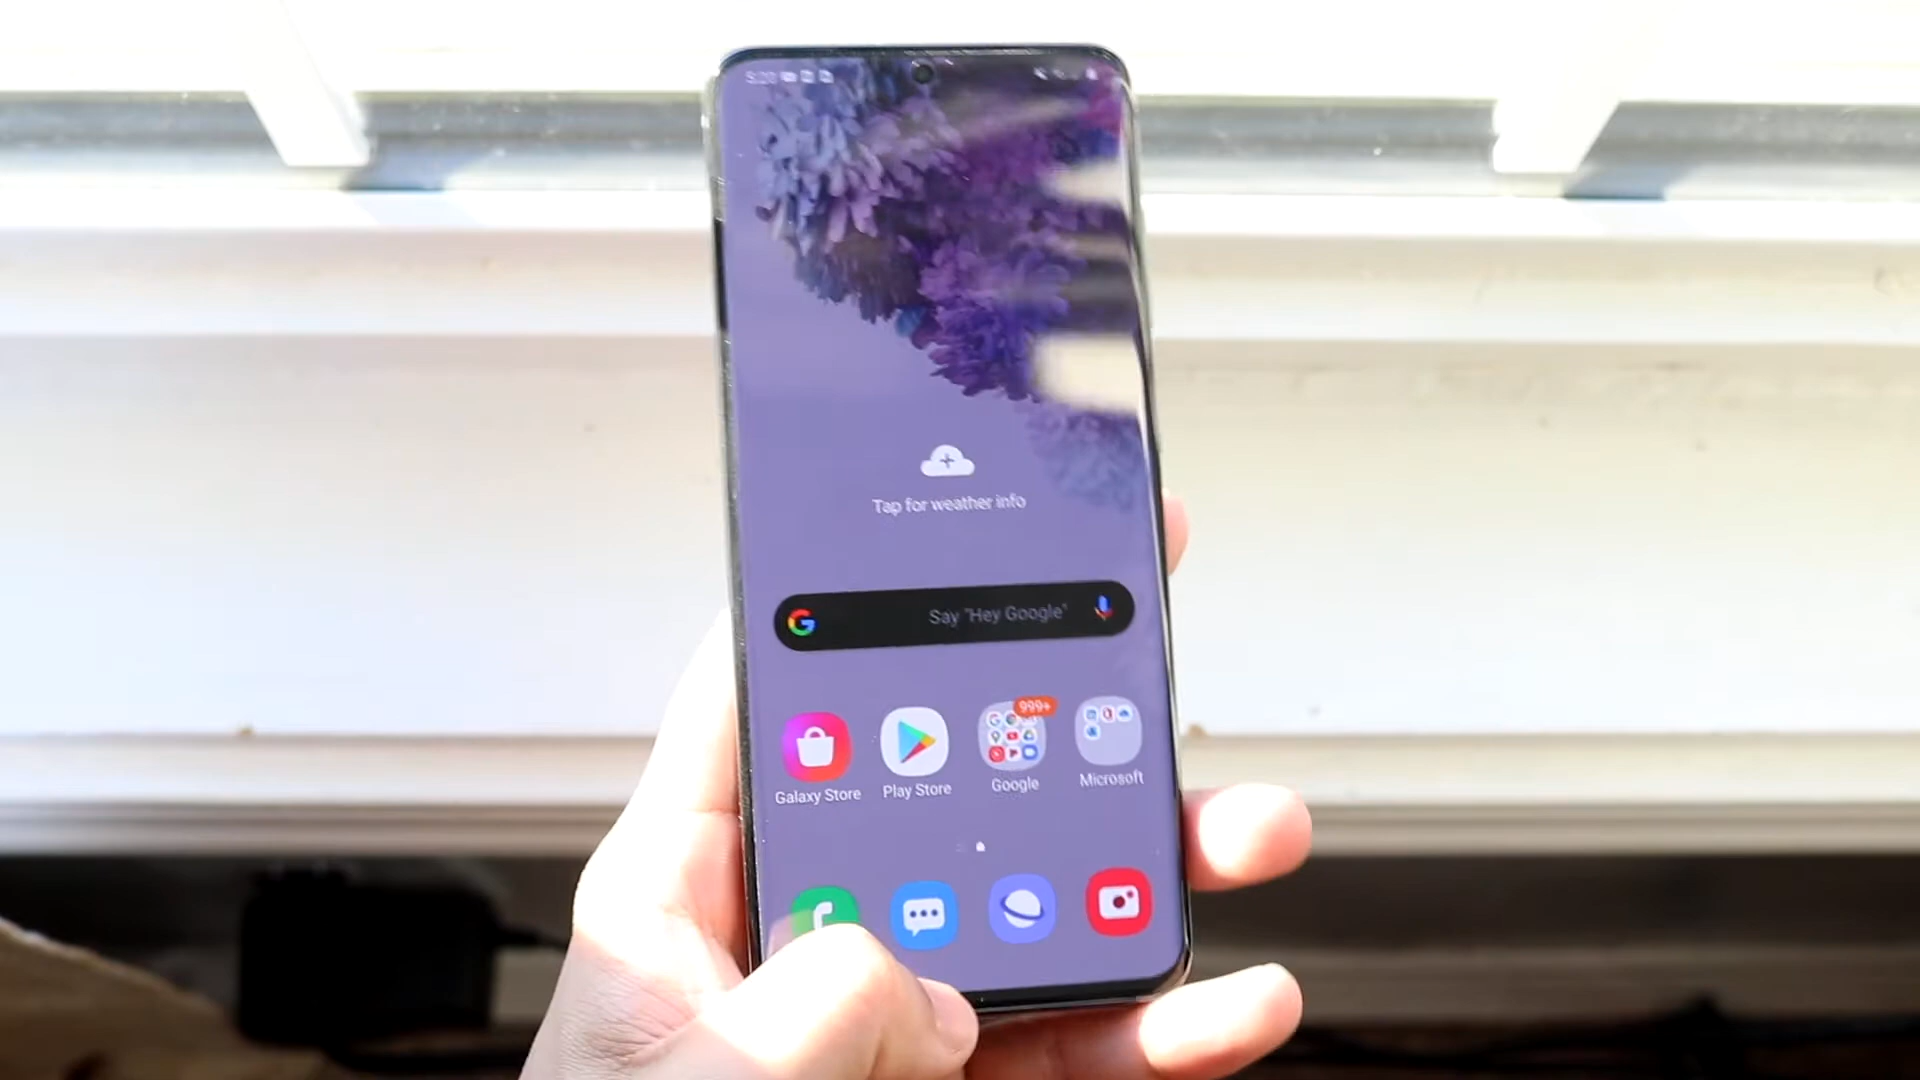 Tap for weather info
Say "Hey Google"
999+
Galaxy Store
Play Store
Google
Microsoft